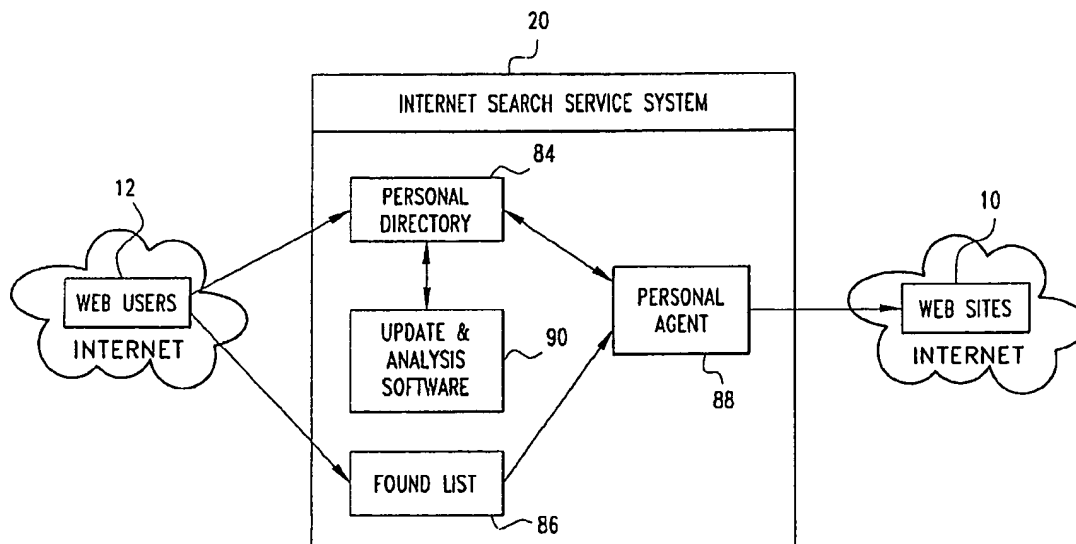 20
INTERNET SEARCH SERVICE SYSTEM
84
PERSONAL
DIRECTORY
12
WEB USERS
INTERNET
UPDATE &
ANALYSIS
SOFTWARE
90
PERSONAL
AGENT
88
10
WEB SITES
INTERNET
FOUND LIST
86